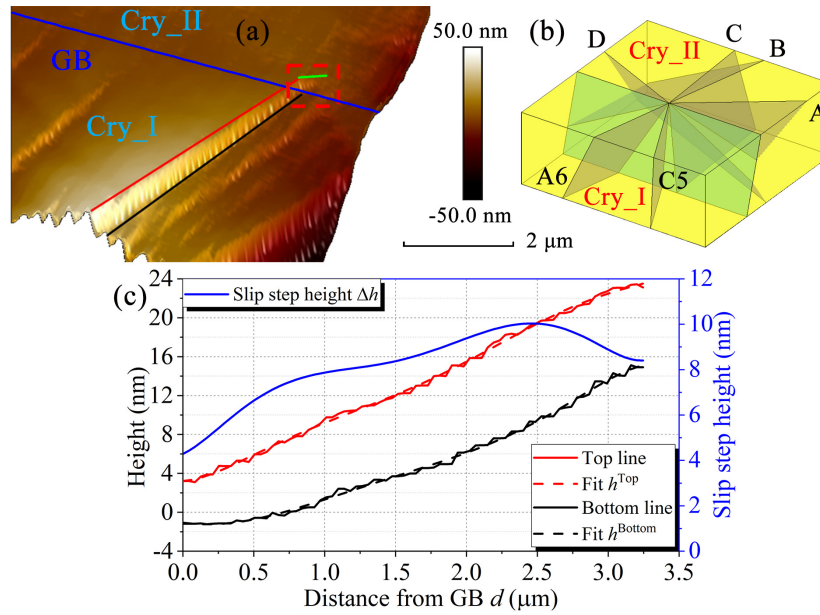 Cry_II
(a)
GB
Cry_I
50.0 nm
-50.0 nm
2 μm
(b)
D
C
B
Cry_II
A
A6
C5
Cry_I
(c)
Slip step height Δh
24
20
16
12
8
4
0
-4
Height (nm)
12
10
8
6
4
2
0
Slip step height (nm)
Top line
Fit h^Top
Bottom line
Fit h^Bottom
0.0 0.5 1.0 1.5 2.0 2.5 3.0 3.5
Distance from GB d (μm)